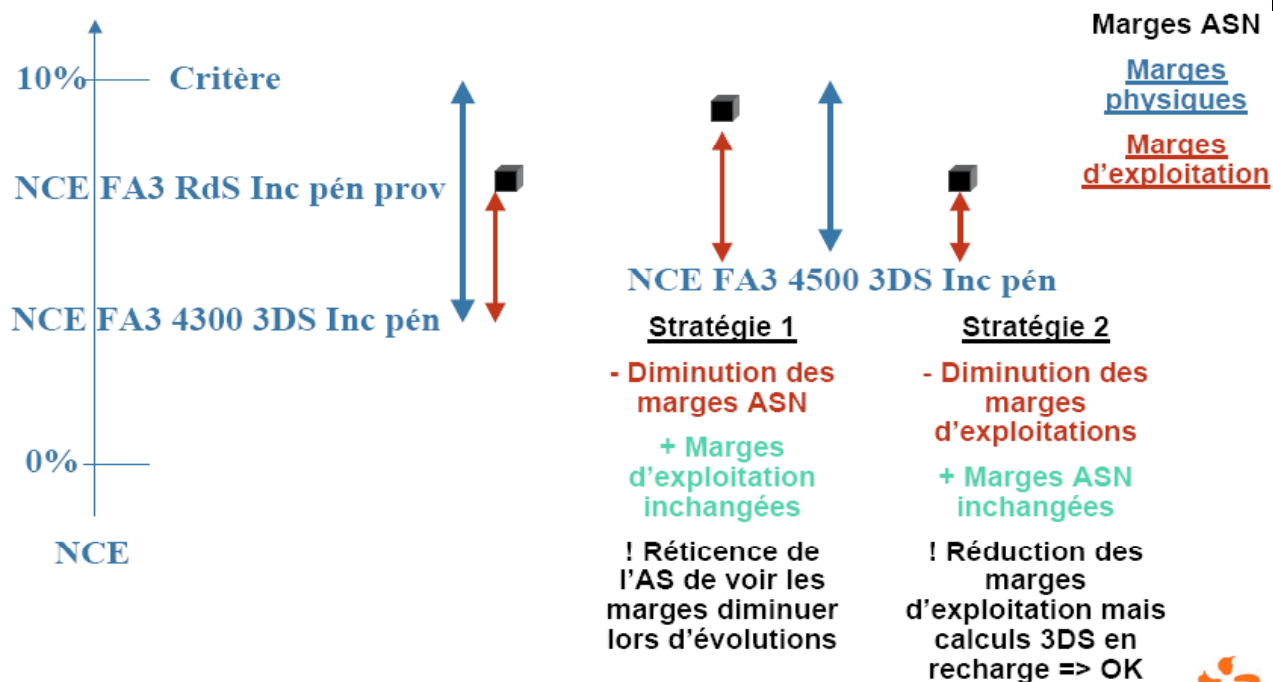 Marges ASN
Marges
physiques
Marges
d'exploitation
10%
Critère
NCE FA3 RdS Inc pén prov
NCE FA3 4300 3DS Inc pén
0%
NCE
NCE FA3 4500 3DS Inc pén
Stratégie 1
- Diminution des
marges ASN
+ Marges
d'exploitation
inchangées
! Réticence de
l'AS de voir les
marges diminuer
lors d'évolutions
Stratégie 2
- Diminution des
marges
d'exploitations
+ Marges ASN
inchangées
! Réduction des
marges
d'exploitation mais
calculs 3DS en
recharge => OK